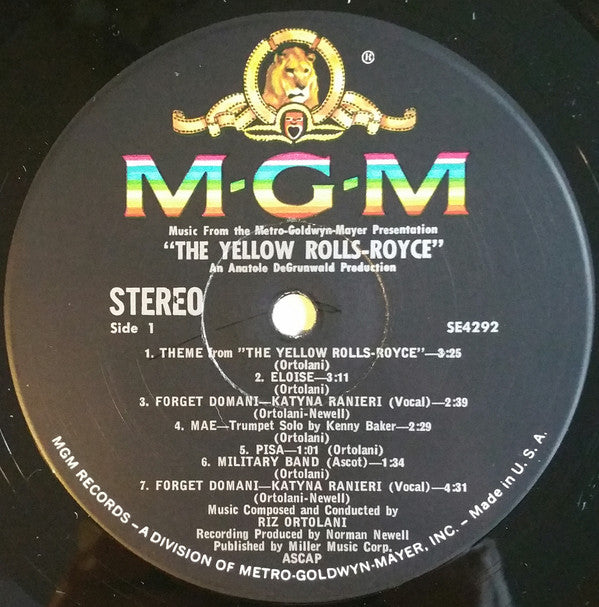 ®
M-G-M
Music From the Metro-Goldwyn-Mayer Presentation
"THE YELLOW ROLLS-ROYCE"
An Anatole DeGrunwald Production
STEREO
Side 1
SE4292
1. THEME from "THE YELLOW ROLLS-ROYCE"—3:25
(Ortolani)
2. ELOISE—3:11
(Ortolani)
3. FORGET DOMANI—KATYNA RANIERI (Vocal)—2:39
(Ortolani-Newell)
4. MAE—Trumpet Solo by Kenny Baker—2:29
(Ortolani)
5. PISA—1:01 (Ortolani)
6. MILITARY BAND (Ascot)—1:34
(Ortolani)
7. FORGET DOMANI—KATYNA RANIERI (Vocal)—4:31
(Ortolani-Newell)
Music Composed and Conducted by
RIZ ORTOLANI
Recording Produced by Norman Newell
Published by Miller Music Corp.
ASCAP
MGM RECORDS – A DIVISION OF METRO-GOLDWYN-MAYER, INC. – Made in U. S. A.